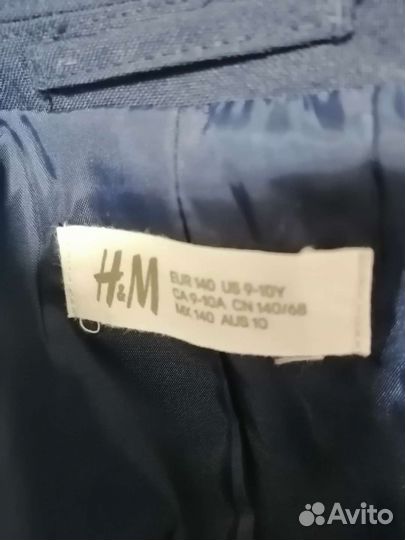 H&M
EUR 140 US 9-10Y
CA 9-10A CN 140/68
MX 140 AUS 10
Avito